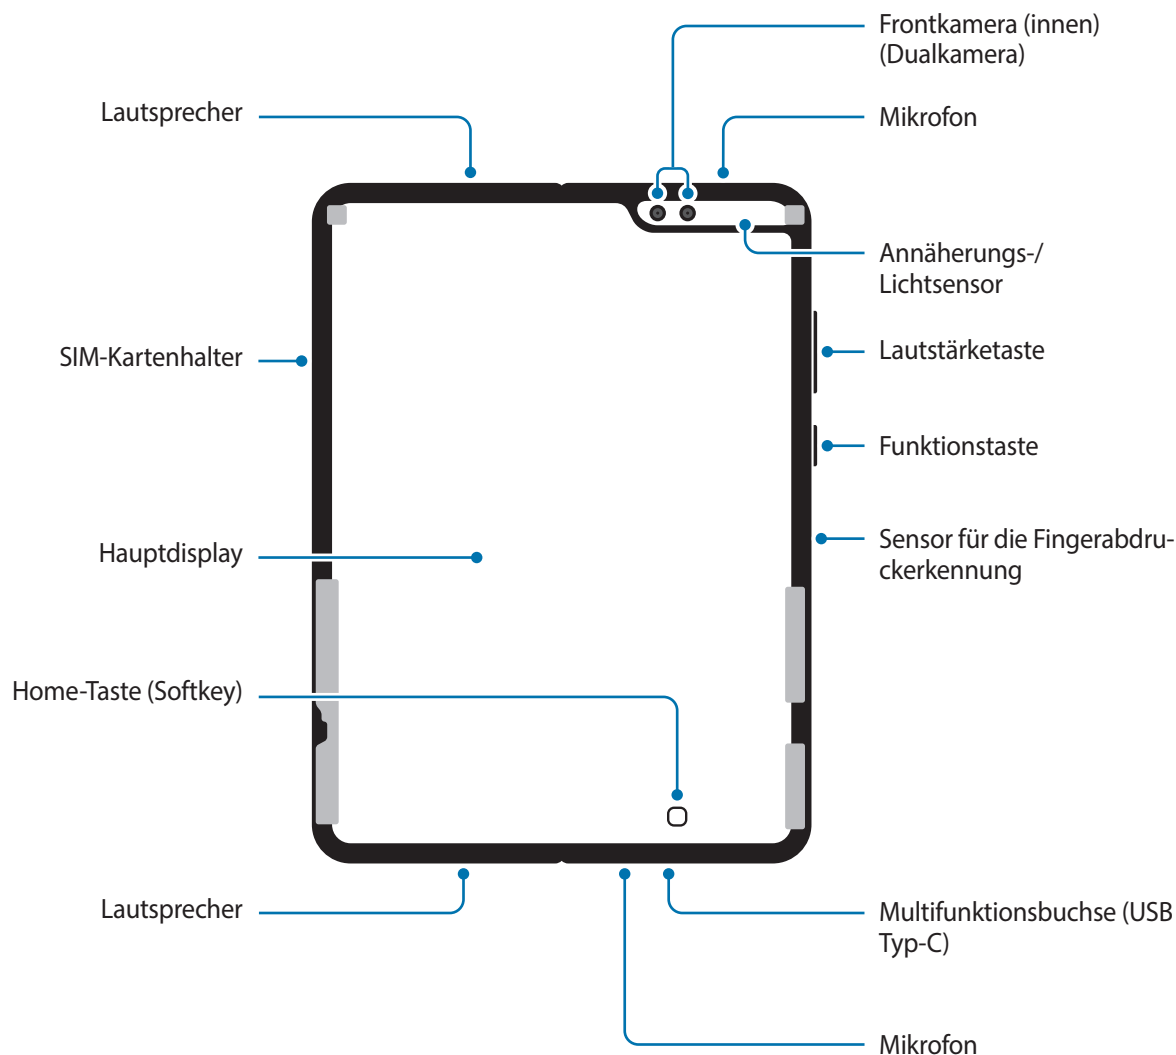 Frontkamera (innen)
(Dualkamera)
Lautsprecher
Mikrofon
Annäherungs-/
Lichtsensor
SIM-Kartenhalter
Lautstärketaste
Funktionstaste
Hauptdisplay
Sensor für die Fingerabdru-
ckerkennung
Home-Taste (Softkey)
Lautsprecher
Multifunktionsbuchse (USB
Typ-C)
Mikrofon